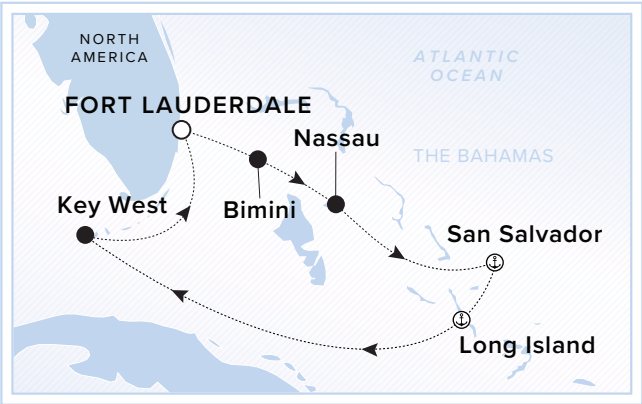 NORTH
AMERICA
ATLANTIC
OCEAN
FORT LAUDERDALE
Nassau
THE BAHAMAS
Key West
Bimini
San Salvador
Long Island